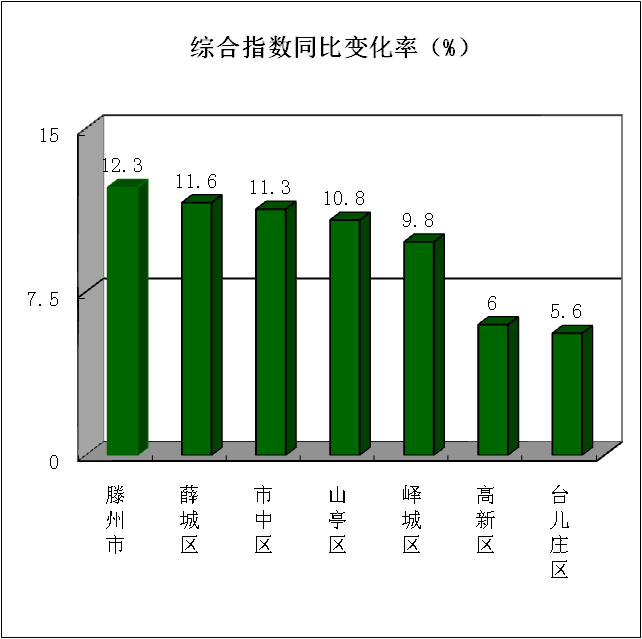 综合指数同比变化率（%）
15
7.5
0
12.3
11.6
11.3
10.8
9.8
6
5.6
滕州市
薛城区
市中区
山亭区
峄城区
高新区
台儿庄区